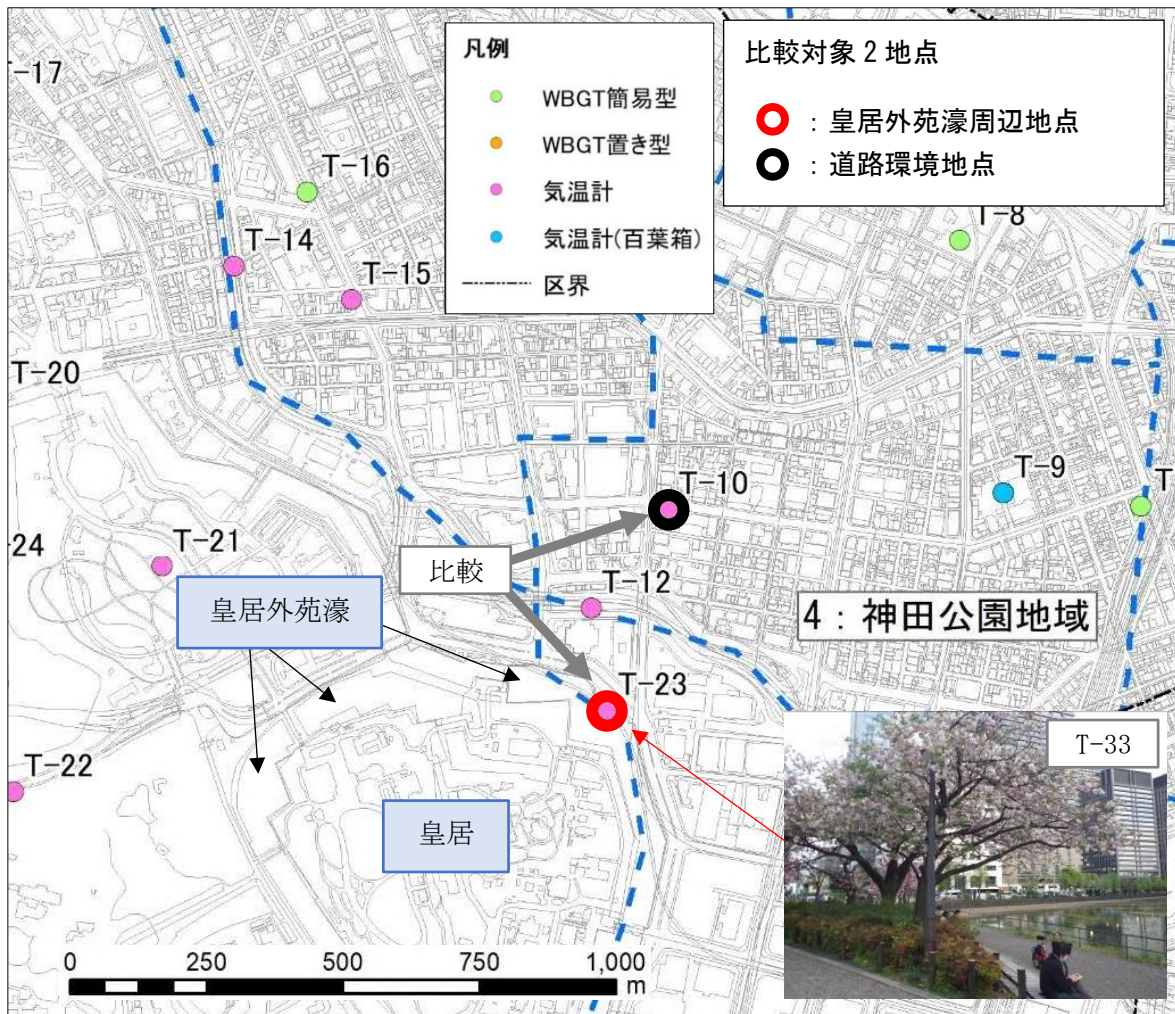 凡例
WBGT簡易型
WBGT置き型
気温計
気温計(百葉箱)
区界
比較対象 2 地点
：皇居外苑濠周辺地点
：道路環境地点
T-17
T-16
T-8
T-14
T-15
T-20
T-10
T-9
T
-24
T-21
比較
T-12
皇居外苑濠
4：神田公園地域
T-23
T-33
T-22
皇居
0 250 500 750 1,000
m